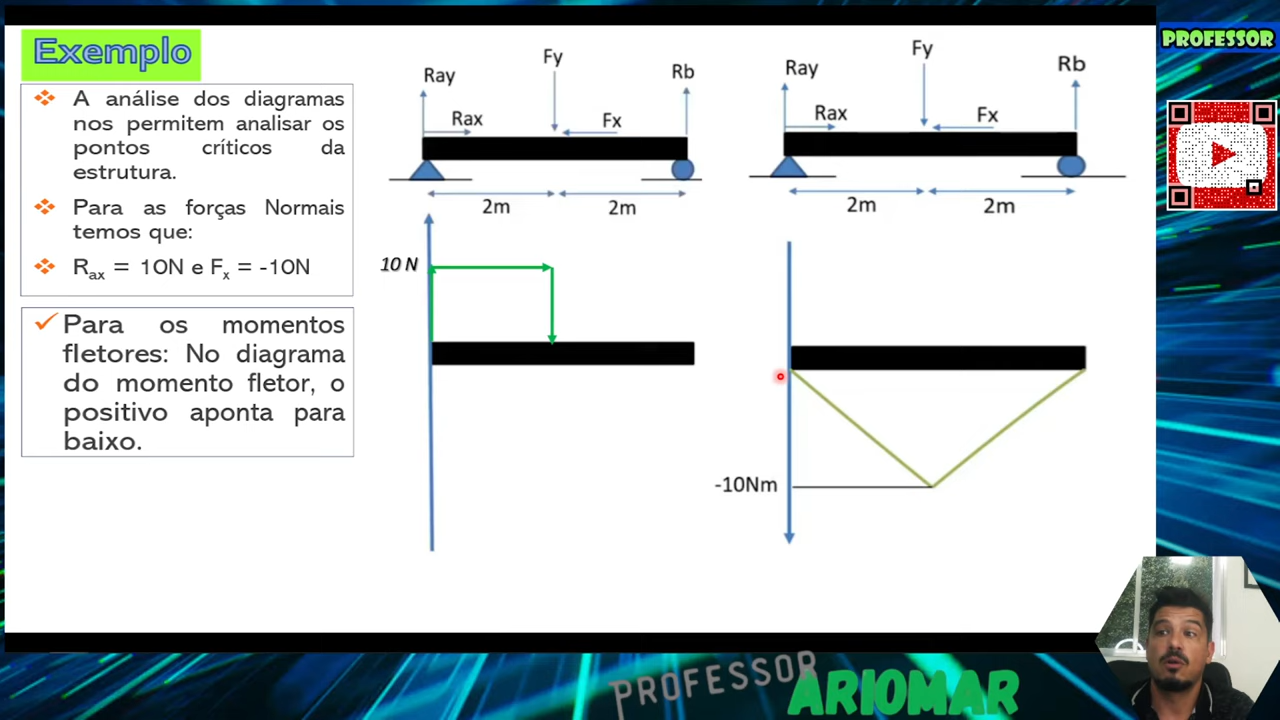 Exemplo
❖ A análise dos diagramas
nos permitem analisar os
pontos críticos da
estrutura.
❖ Para as forças Normais
temos que:
❖ Rax = 10N e Fx = -10N
✓ Para os momentos
fletores: No diagrama
do momento fletor, o
positivo aponta para
baixo.
Fy
Ray
Rb
Rax
Fx
2m
2m
10 N
Fy
Ray
Rb
Rax
Fx
2m
2m
-10Nm
PROFESSOR
PROFESSOR
ARIOMAR